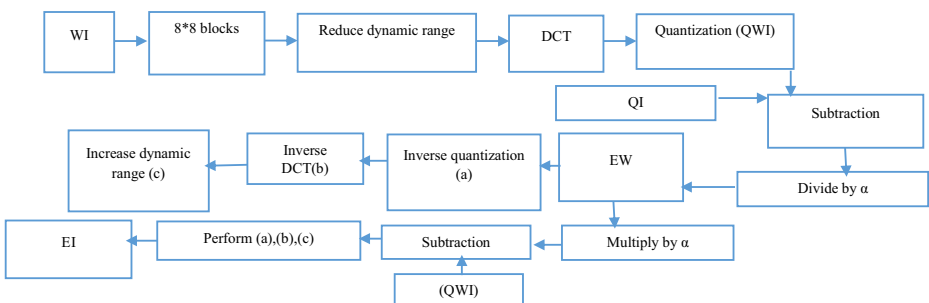 WI
8*8 blocks
Reduce dynamic range
DCT
Quantization (QWI)
QI
Subtraction
Increase dynamic
range (c)
Inverse
DCT(b)
Inverse quantization
(a)
EW
Divide by α
EI
Perform (a),(b),(c)
Subtraction
Multiply by α
(QWI)